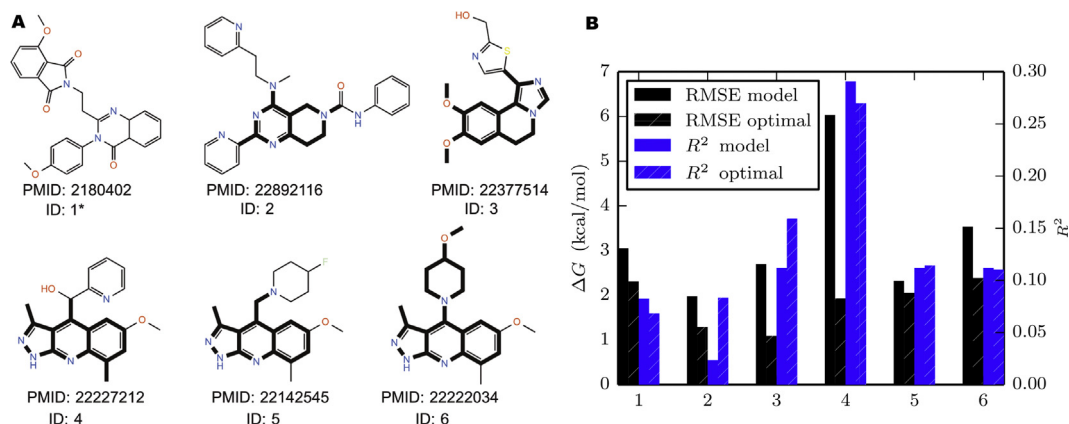 A
PMID: 2180402
ID: 1*
PMID: 22892116
ID: 2
PMID: 22377514
ID: 3
PMID: 22227212
ID: 4
PMID: 22142545
ID: 5
PMID: 22222034
ID: 6
O
O
N
O
N
N
O
O
N
N
N
N
N
O
NH
HO
S
N
N
N
O
O
HO
N
O
N
N
H
N
F
N
O
N
N
H
N
O
N
O
N
N
H
N
B
ΔG (kcal/mol)
7
6
5
4
3
2
1
0
RMSE model
RMSE optimal
R² model
R² optimal
0.30
0.25
0.20
0.15
0.10
0.05
0.00
R²
1 2 3 4 5 6